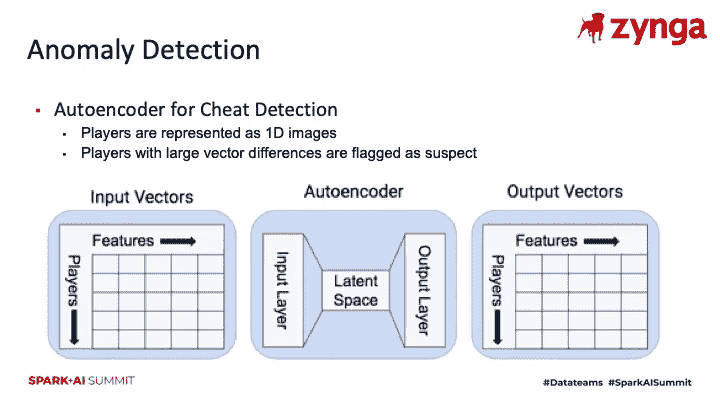 zynga
Anomaly Detection
Autoencoder for Cheat Detection
Players are represented as 1D images
Players with large vector differences are flagged as suspect
Input Vectors
Features
Players
Autoencoder
Input Layer
Latent
Space
Output Layer
Output Vectors
Features
Players
SPARK+AI SUMMIT
#Datateams #SparkAISummit